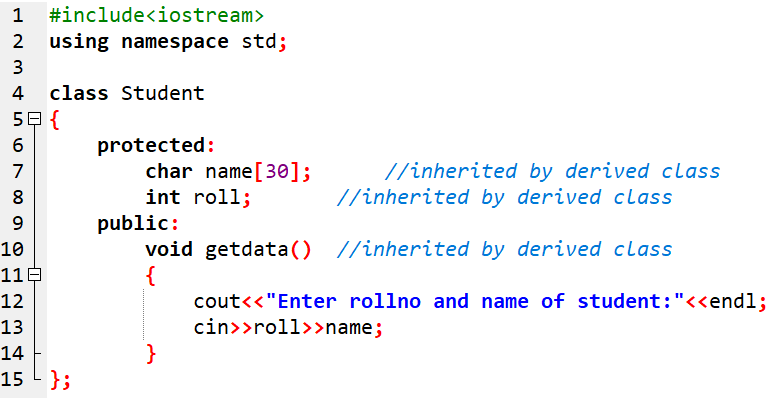 1 #include<iostream>
2 using namespace std;
3
4 class Student
5 {
6 protected:
7 char name[30]; //inherited by derived class
8 int roll; //inherited by derived class
9 public:
10 void getdata() //inherited by derived class
11 {
12 cout<<"Enter rollno and name of student:"<<endl;
13 cin>>roll>>name;
14 }
15 };